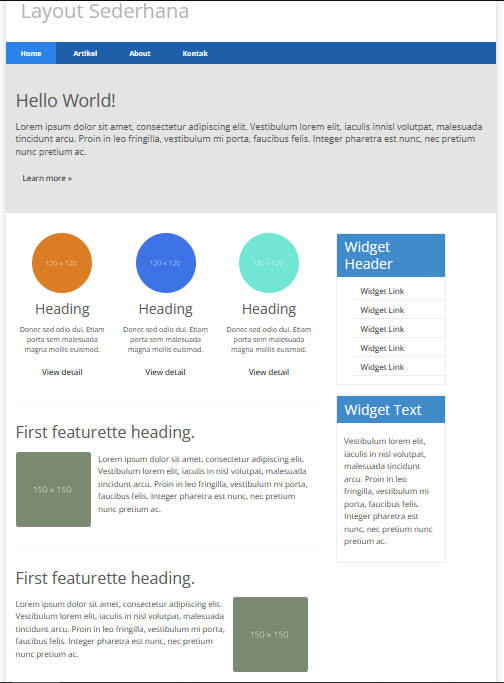 Layout Sederhana
Home Artikel About Kontak
Hello World!
Lorem ipsum dolor sit amet, consectetur adipiscing elit. Vestibulum lorem elit, iaculis innisl volutpat, malesuada
tincidunt arcu. Proin in leo fringilla, vestibulum mi porta, faucibus felis. Integer pharetra est nunc, nec pretium
nunc pretium ac.
Learn more »
120 × 120
Heading
Donec sed odio dui. Etiam
porta sem malesuada
magna mollis euismod.
View detail
120 × 120
Heading
Donec sed odio dui. Etiam
porta sem malesuada
magna mollis euismod.
View detail
120 × 120
Heading
Donec sed odio dui. Etiam
porta sem malesuada
magna mollis euismod.
View detail
First featurette heading.
150 × 150
Lorem ipsum dolor sit amet, consectetur adipiscing elit.
Vestibulum lorem elit, iaculis in nisl volutpat, malesuada
tincidunt arcu. Proin in leo fringilla, vestibulum mi porta,
faucibus felis. Integer pharetra est nunc, nec pretium
nunc pretium ac.
First featurette heading.
Lorem ipsum dolor sit amet, consectetur adipiscing elit.
Vestibulum lorem elit, iaculis in nisl volutpat, malesuada
tincidunt arcu. Proin in leo fringilla, vestibulum mi porta,
faucibus felis. Integer pharetra est nunc, nec pretium
nunc pretium ac.
150 × 150
Widget
Header
Widget Link
Widget Link
Widget Link
Widget Link
Widget Link
Widget Text
Vestibulum lorem elit,
iaculis in nisl volutpat,
malesuada tincidunt
arcu. Proin in leo
fringilla, vestibulum mi
porta, faucibus felis.
Integer pharetra est
nunc, nec pretium nunc
pretium ac.